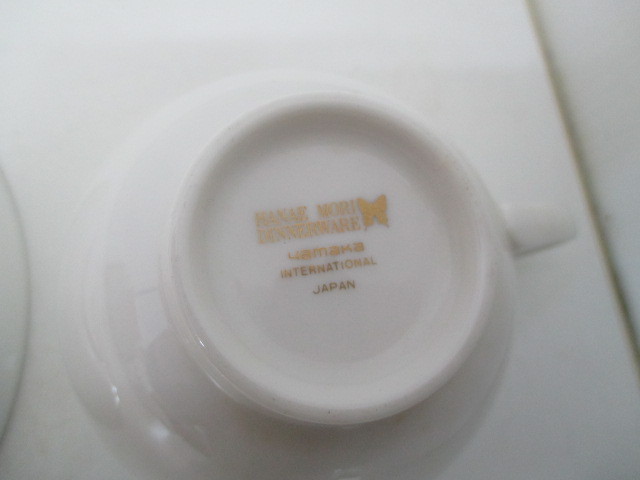 HANAE MORI
DINNERWARE
yamaka
INTERNATIONAL
JAPAN